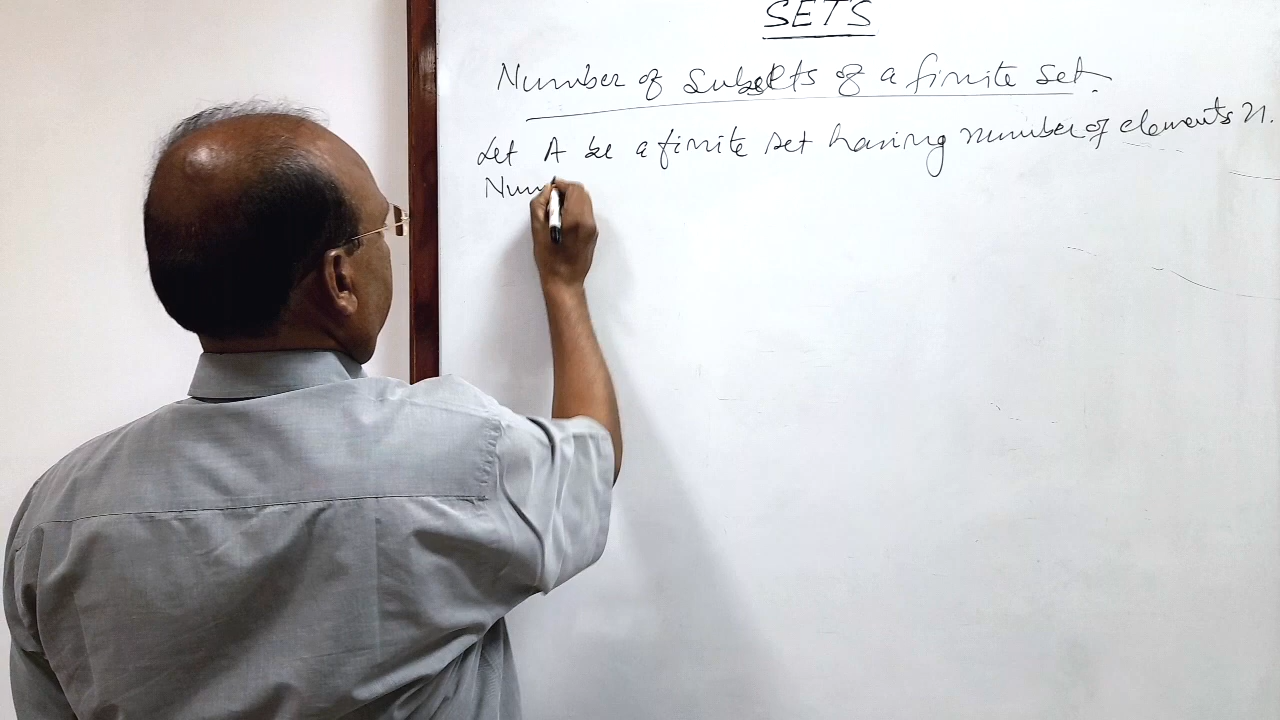 SETS
Number of subsets of a finite set.
Let A be a finite set having number of elements n.
Num